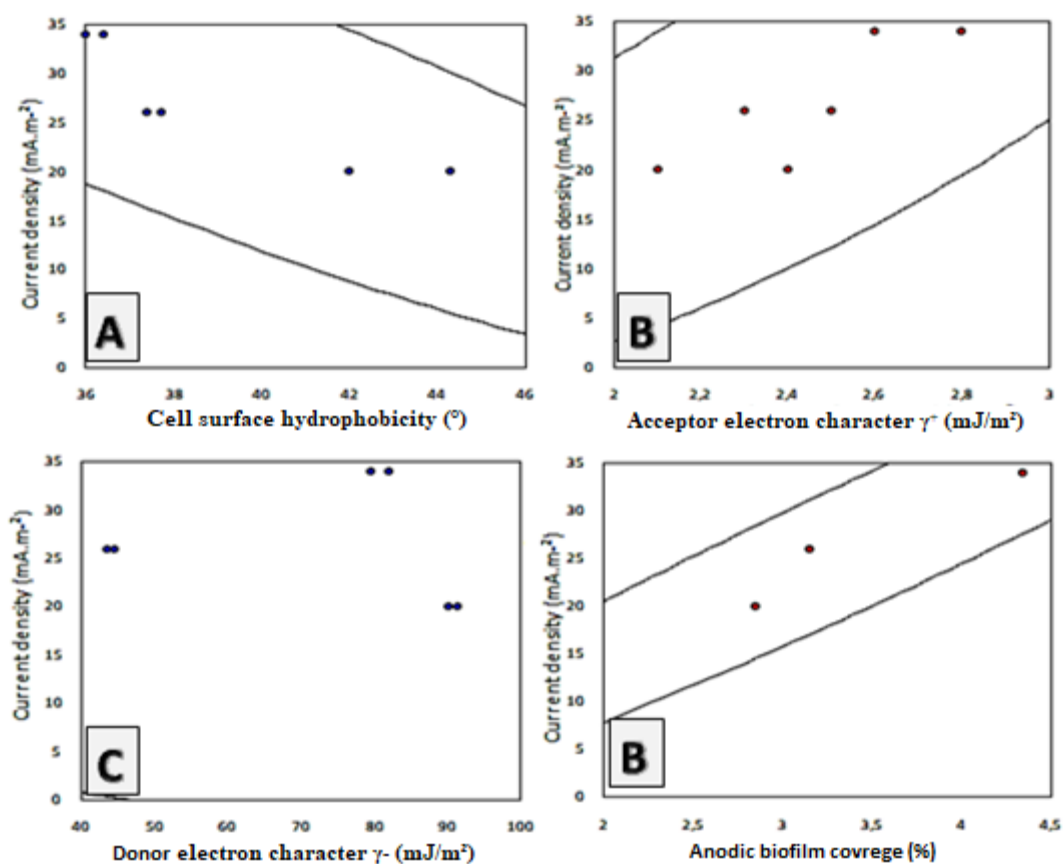 Current density (mA.m-²)
35
30
25
20
15
10
5
0
A
36 38 40 42 44 46
Cell surface hydrophobicity (°)
Current density (mA.m-²)
35
30
25
20
15
10
5
0
B
2 2,2 2,4 2,6 2,8 3
Acceptor electron character γ⁺ (mJ/m²)
Current density (mA.m-²)
35
30
25
20
15
10
5
0
C
40 50 60 70 80 90 100
Donor electron character γ- (mJ/m²)
Current density (mA.m-²)
35
30
25
20
15
10
5
0
B
2 2,5 3 3,5 4 4,5
Anodic biofilm covrege (%)